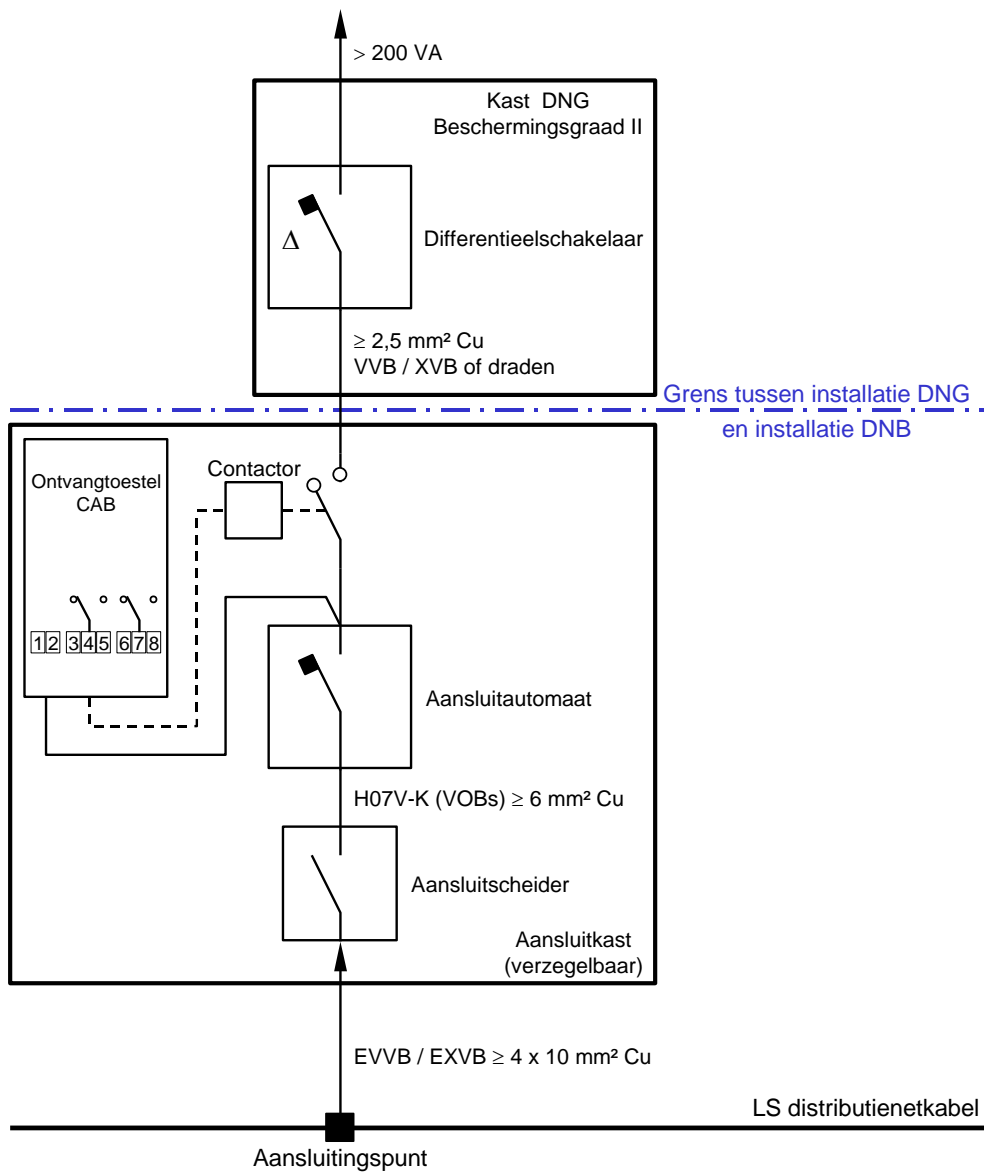 > 200 VA
Kast DNG
Beschermingsgraad II
Δ
Differentieelschakelaar
≥ 2,5 mm² Cu
VVB / XVB of draden
Grens tussen installatie DNG
en installatie DNB
Ontvangtoestel
CAB
Contactor
1 2 3 4 5 6 7 8
Aansluitautomaat
H07V-K (VOBs) ≥ 6 mm² Cu
Aansluitscheider
Aansluitkast
(verzegelbaar)
EVVB / EXVB ≥ 4 x 10 mm² Cu
LS distributienetkabel
Aansluitingspunt